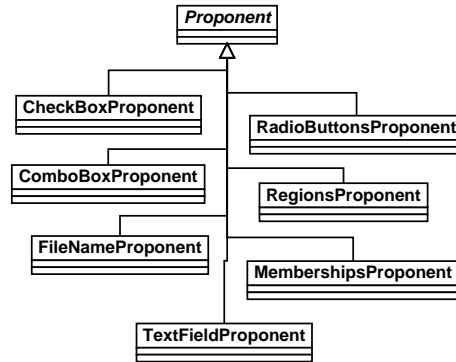 Proponent
CheckBoxProponent
RadioButtonsProponent
ComboBoxProponent
RegionsProponent
FileNameProponent
MembershipsProponent
TextFieldProponent